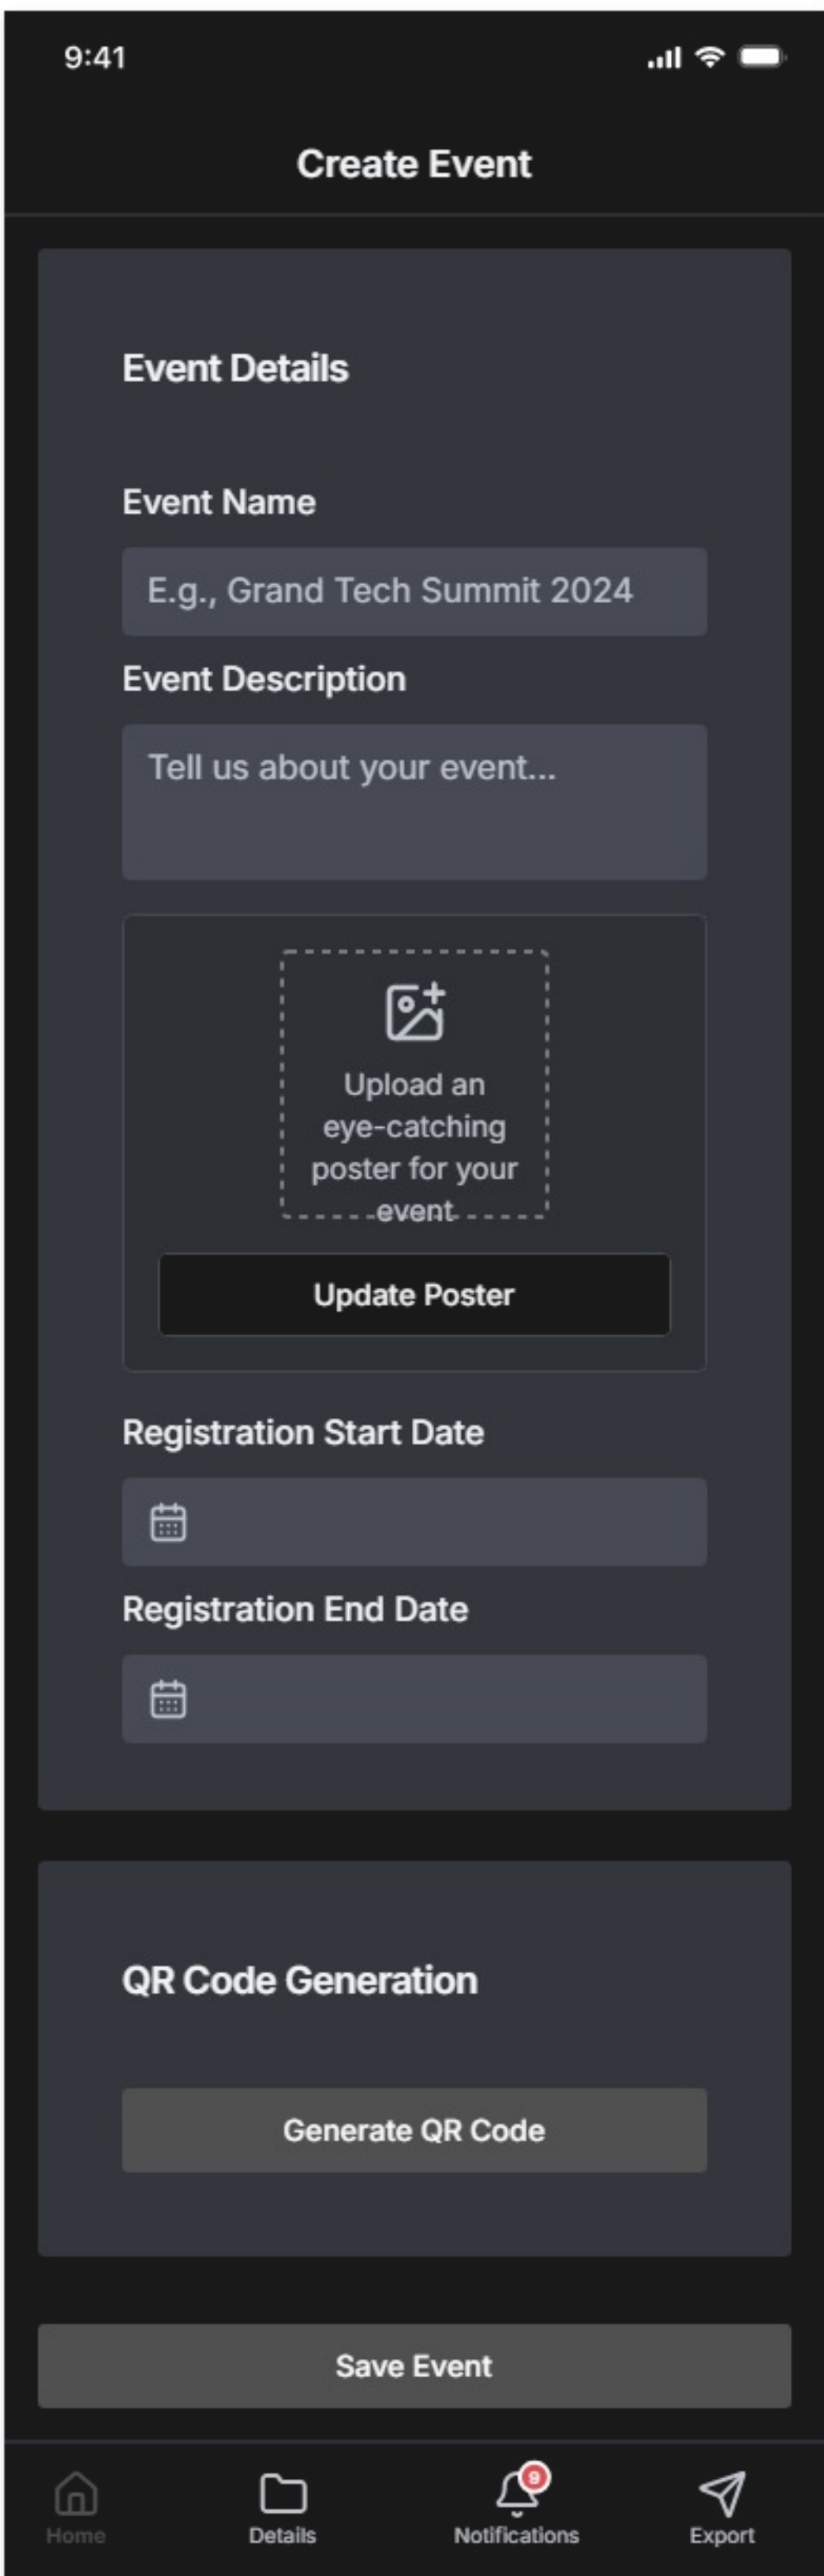 9:41
Create Event
Event Details
Event Name
E.g., Grand Tech Summit 2024
Event Description
Tell us about your event...
Upload an
eye-catching
poster for your
event
Update Poster
Registration Start Date
Registration End Date
QR Code Generation
Generate QR Code
Save Event
9
Home
Details
Notifications
Export